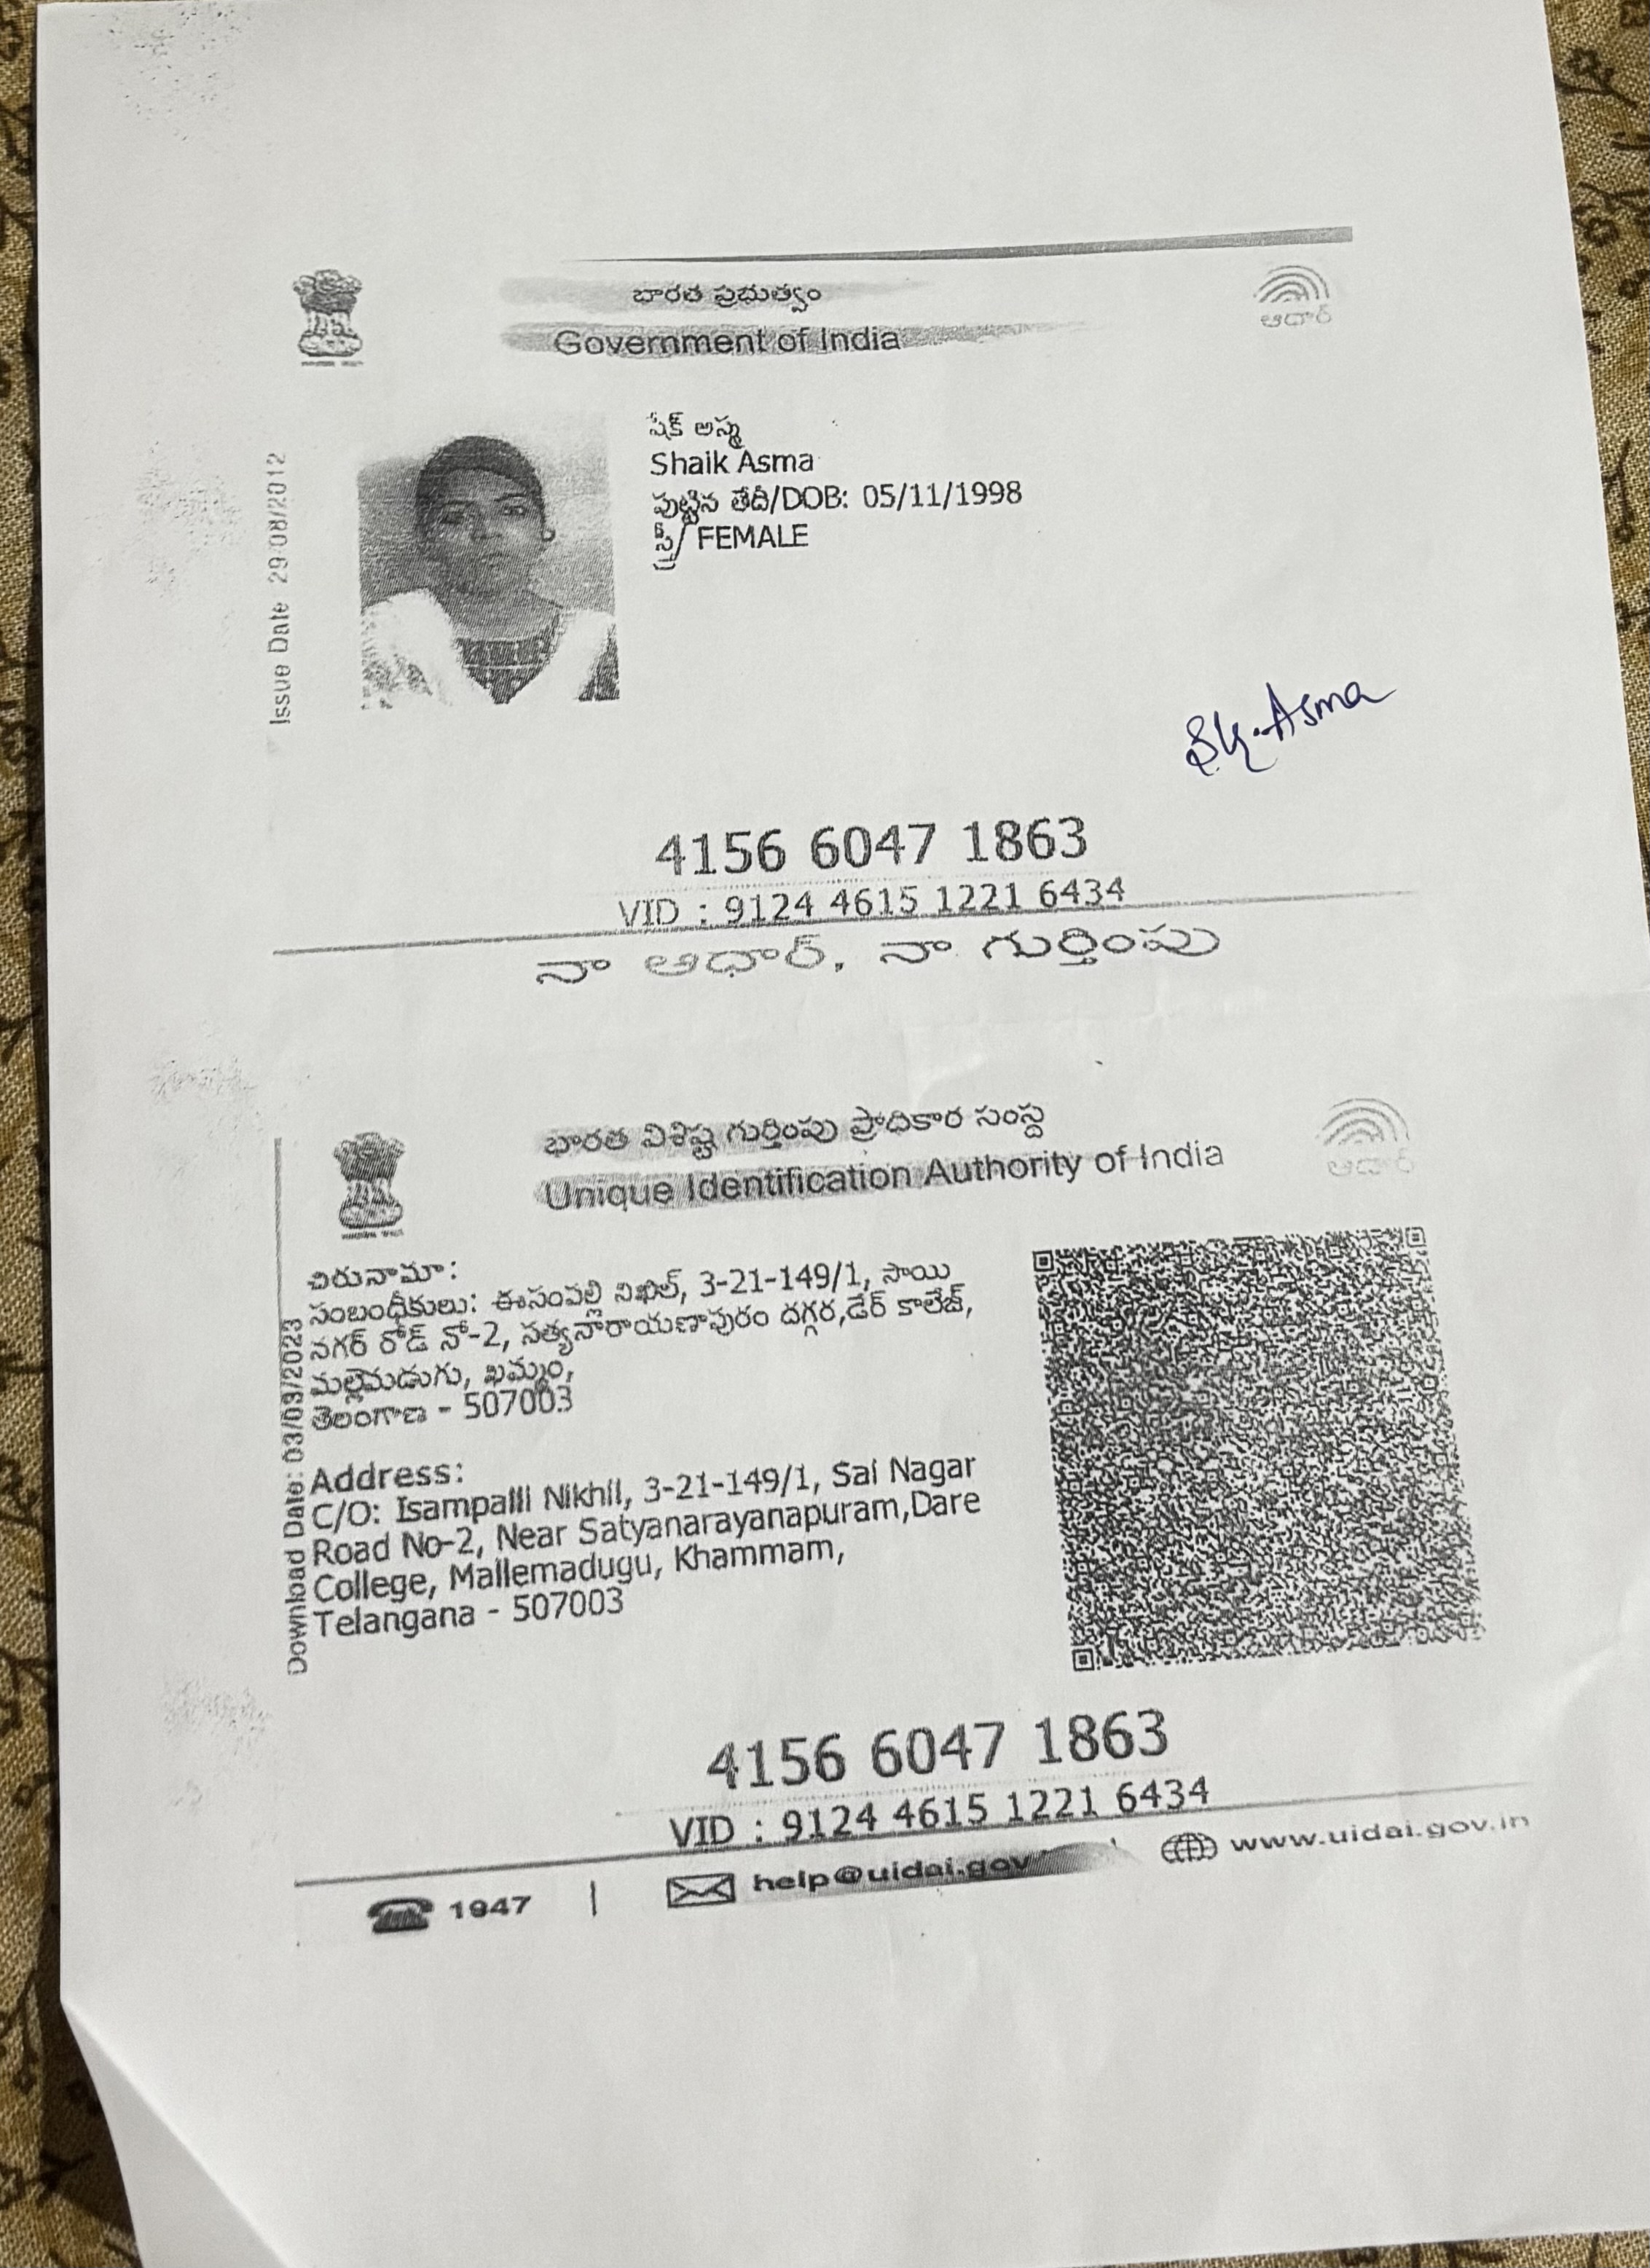 భారత ప్రభుత్వం
Government of India
ఆధార్
Issue Date 29/08/2012
షేక్ అస్మ
Shaik Asma
పుట్టిన తేదీ/DOB: 05/11/1998
స్త్రీ/ FEMALE
Sk.Asma
4156 6047 1863
VID : 9124 4615 1221 6434
నా ఆధార్, నా గుర్తింపు
భారత విశిష్ట గుర్తింపు ప్రాధికార సంస్థ
Unique Identification Authority of India
ఆధార్
Download Date: 03/09/2023
చిరునామా:
సంబంధీకులు: ఈసంపల్లి నిఖిల్, 3-21-149/1, సాయి
నగర్ రోడ్ నో-2, సత్యనారాయణాపురం దగ్గర,డేర్ కాలేజ్,
మల్లెమడుగు, ఖమ్మం,
తెలంగాణ - 507003
Address:
C/O: Isampalli Nikhil, 3-21-149/1, Sai Nagar
Road No-2, Near Satyanarayanapuram,Dare
College, Mallemadugu, Khammam,
Telangana - 507003
4156 6047 1863
VID : 9124 4615 1221 6434
1947 | help@uidai.gov www.uidai.gov.in